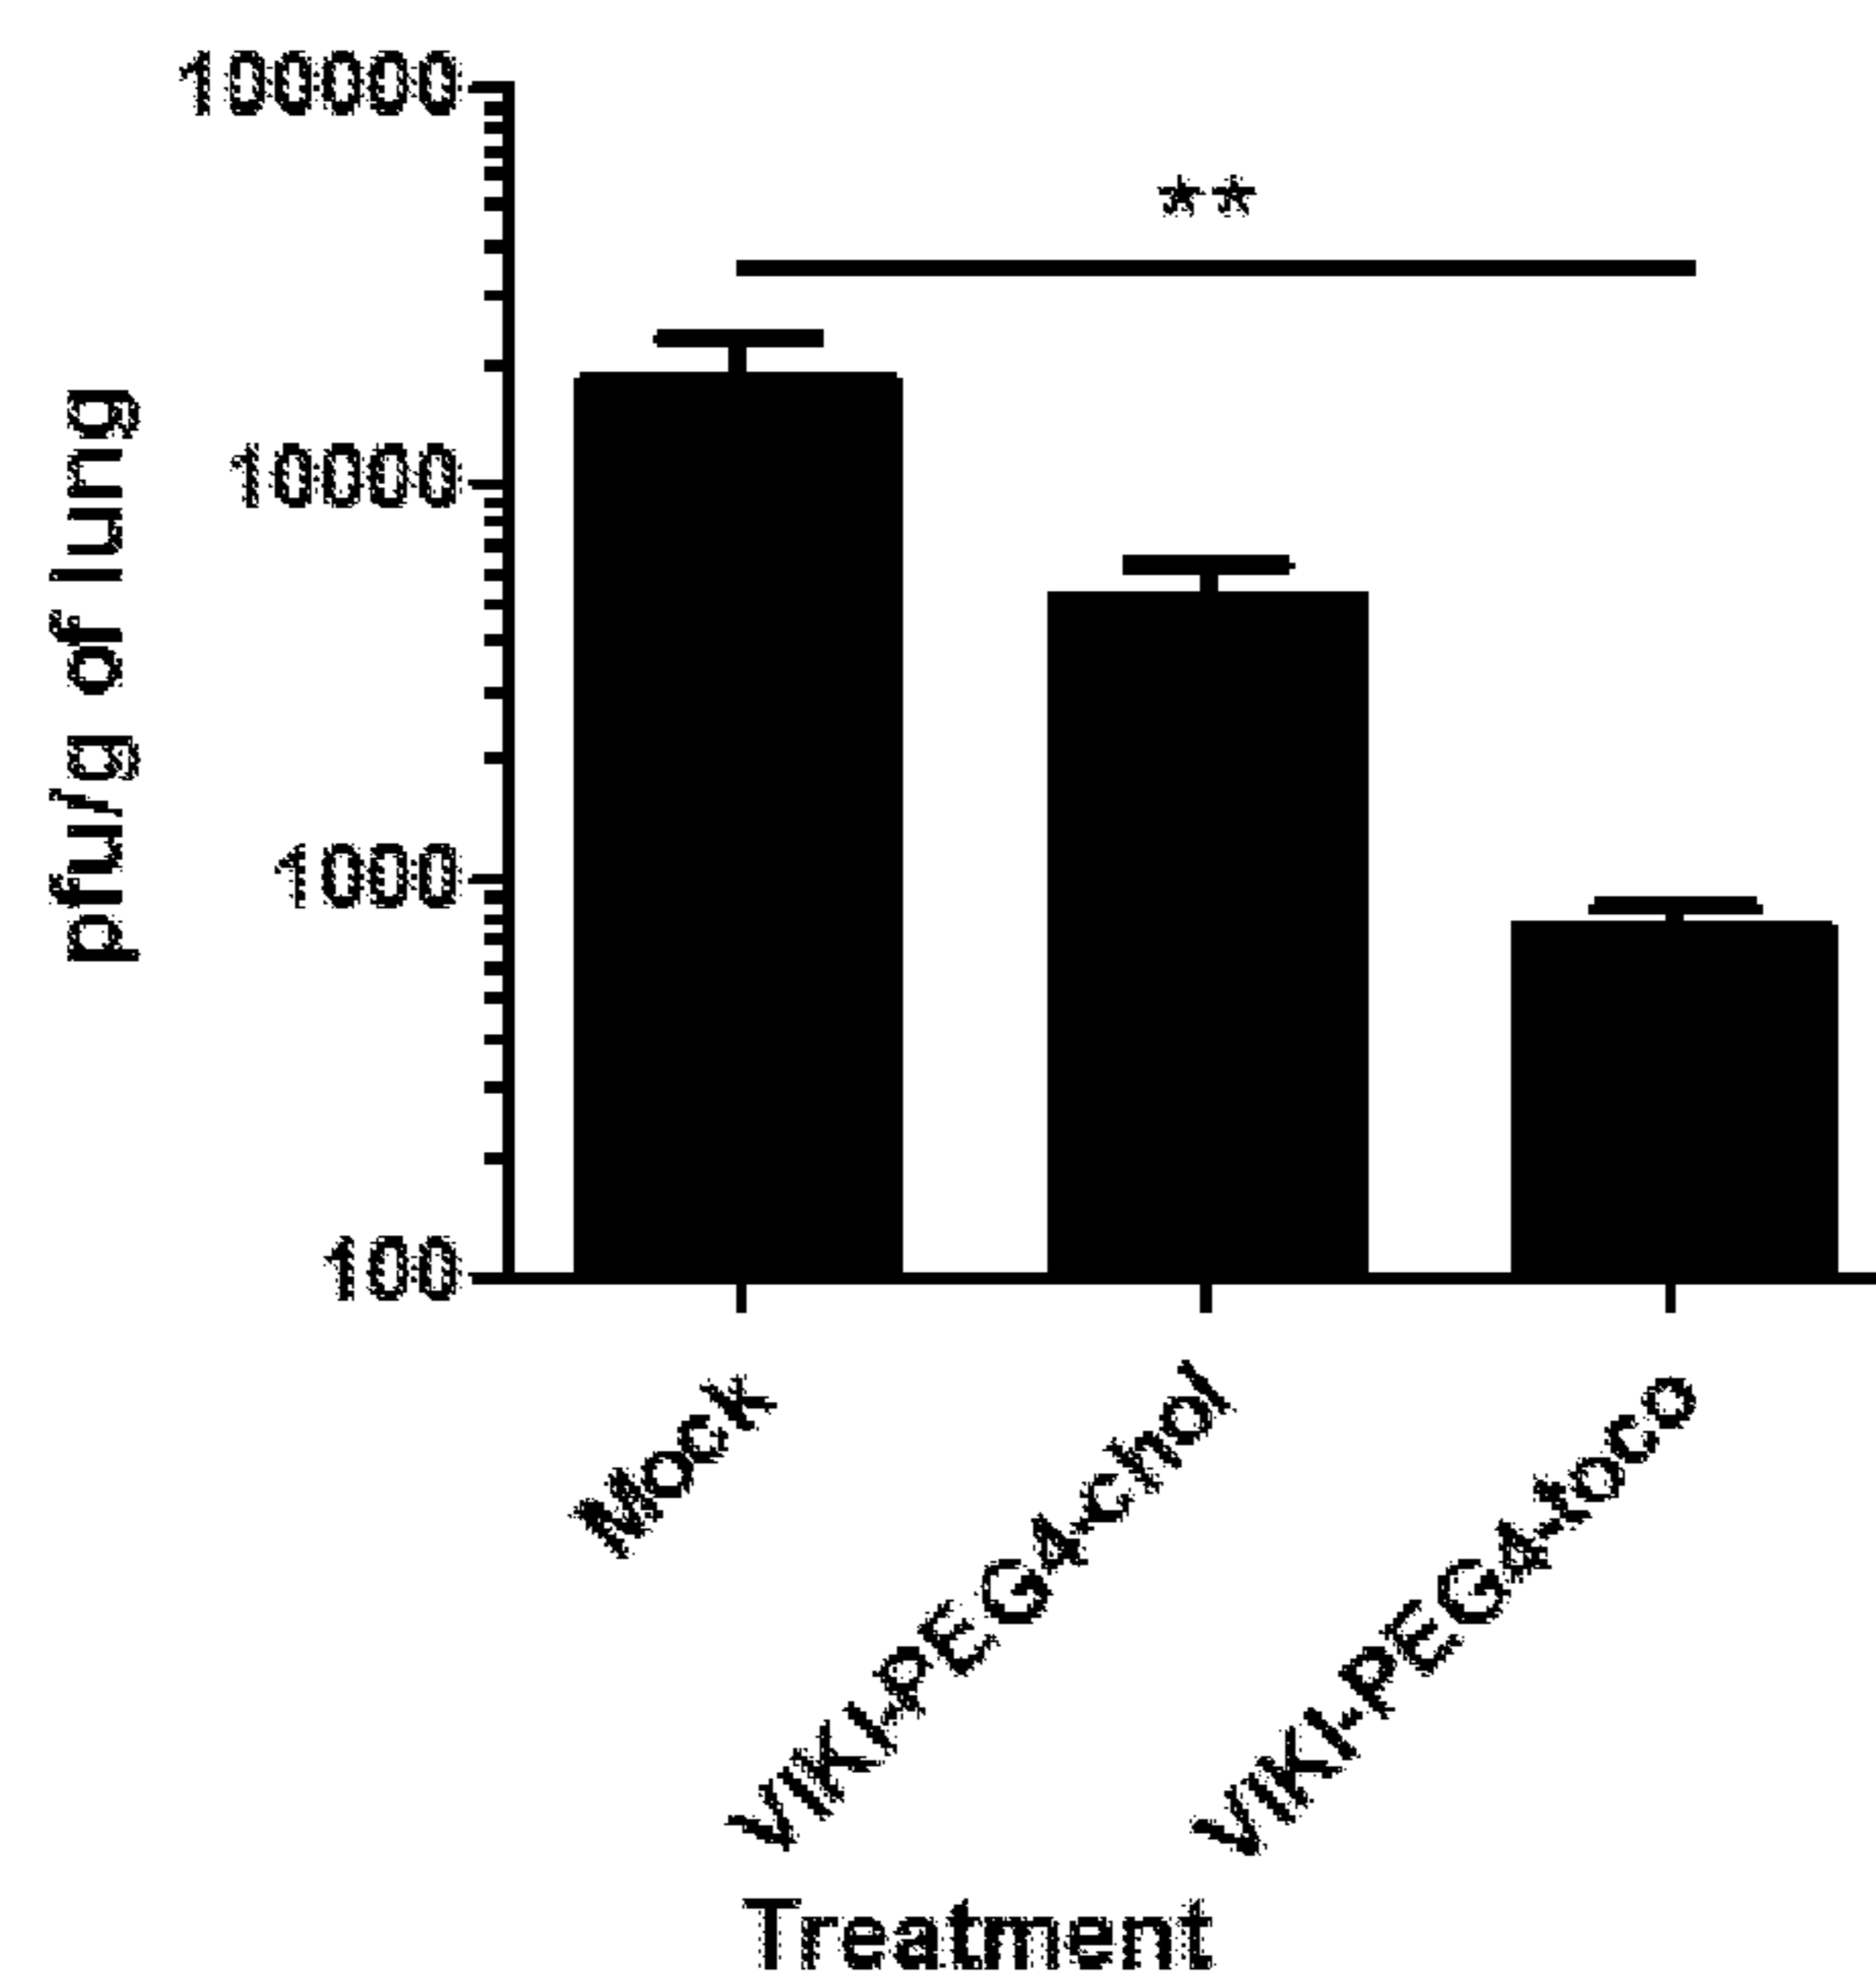 100000
**
10000
1000
100
pfu/g of lung
Mock
VIKI-PEG4-chol
VIKI-PEG4-toco
Treatment